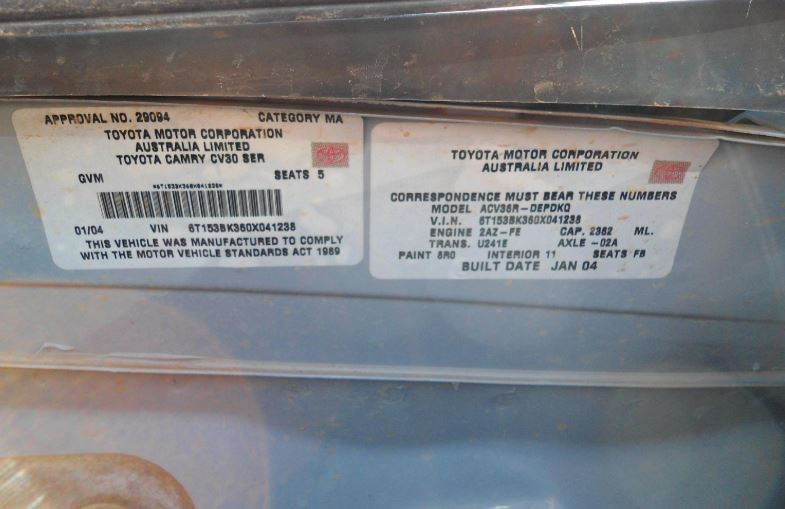 APPROVAL NO. 29094 CATEGORY MA
TOYOTA MOTOR CORPORATION
AUSTRALIA LIMITED
TOYOTA CAMRY CV30 SER
GVM SEATS 5
*6T153BK360X041238*
01/04 VIN 6T153BK360X041238
THIS VEHICLE WAS MANUFACTURED TO COMPLY
WITH THE MOTOR VEHICLE STANDARDS ACT 1989
TOYOTA MOTOR CORPORATION
AUSTRALIA LIMITED
CORRESPONDENCE MUST BEAR THESE NUMBERS
MODEL ACV36R-DEPDKQ
V.I.N. 6T153BK360X041238
ENGINE 2AZ-FE CAP. 2362 ML.
TRANS. U241E AXLE -02A
PAINT 8R0 INTERIOR 11 SEATS FB
BUILT DATE JAN 04